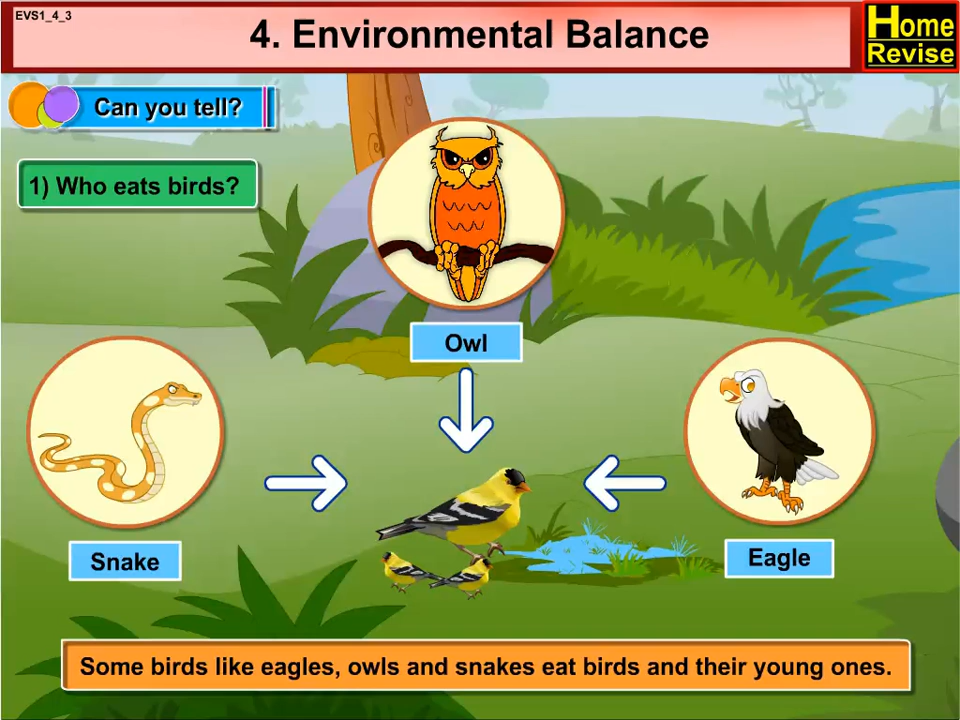 EVS1_4_3
4. Environmental Balance
Home
Revise
Can you tell?
1) Who eats birds?
Owl
Snake
Eagle
Some birds like eagles, owls and snakes eat birds and their young ones.